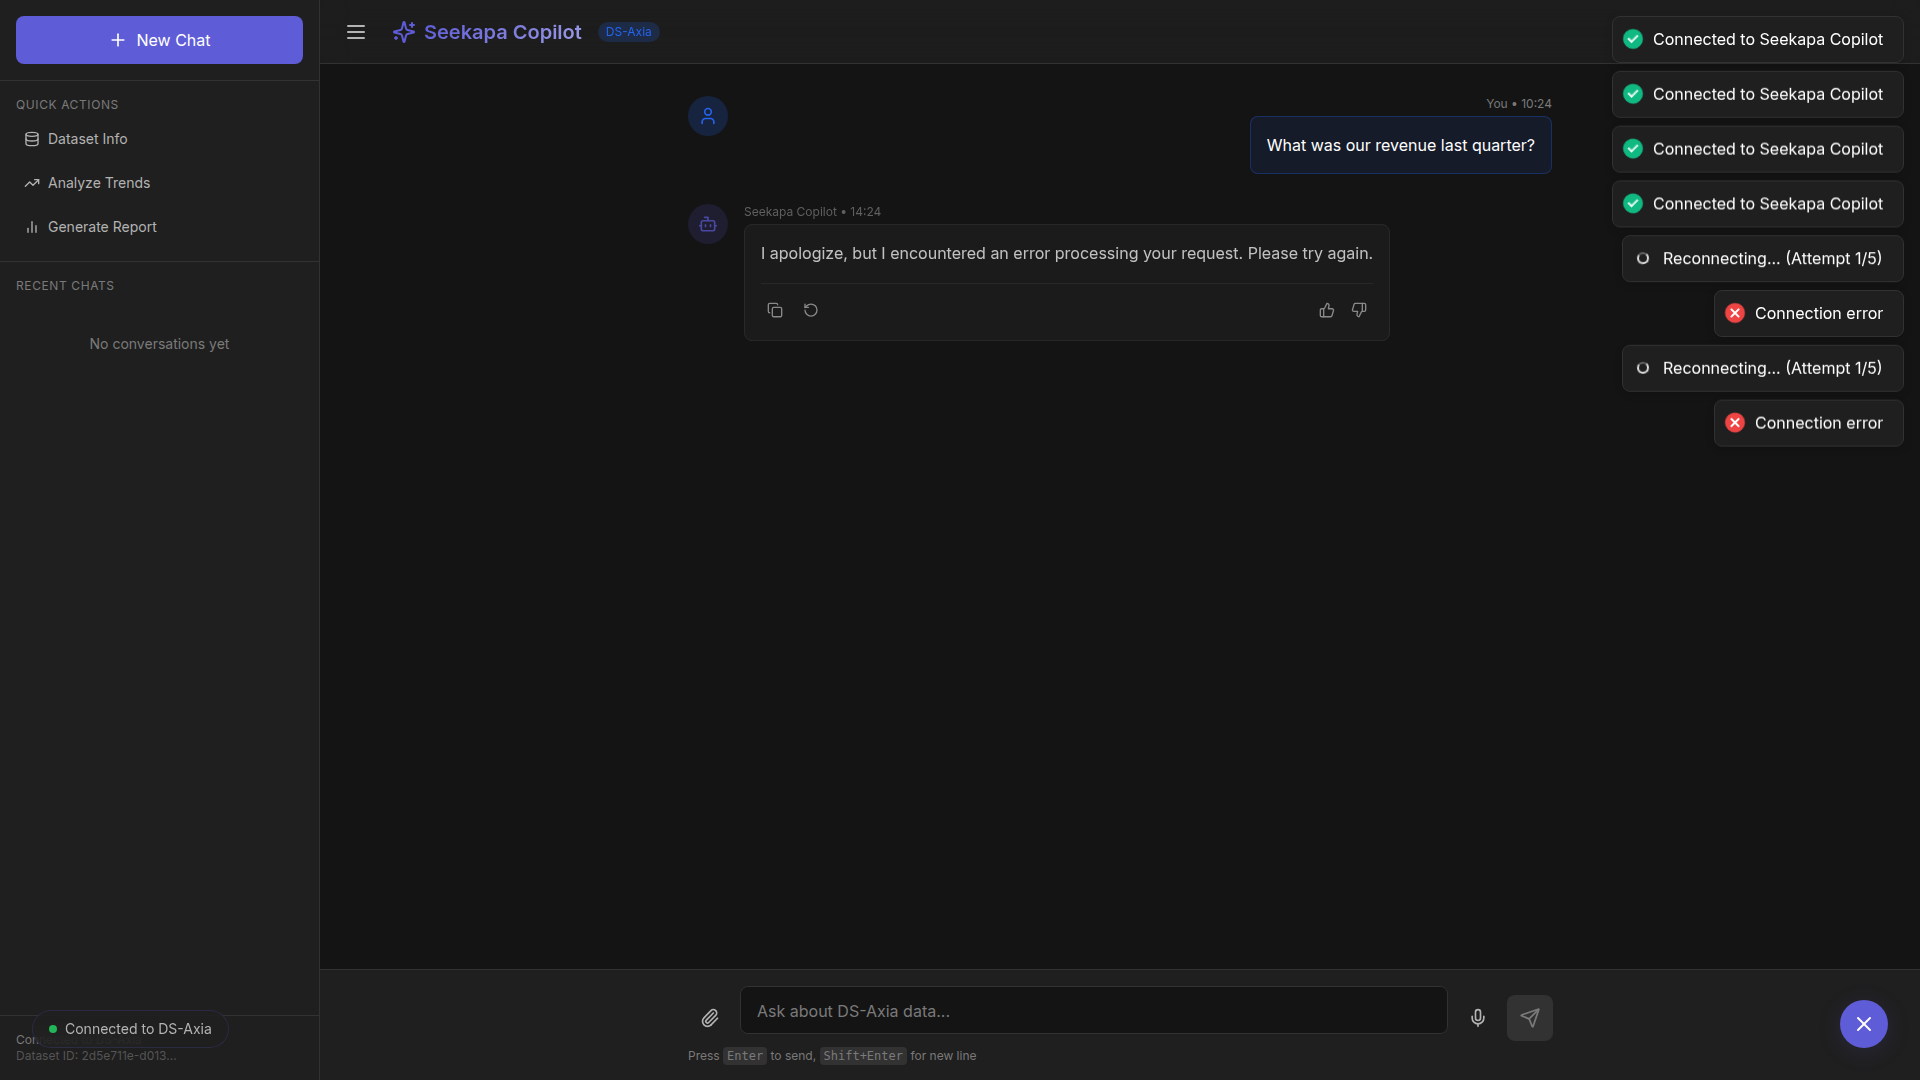 New Chat
QUICK ACTIONS
Dataset Info
Analyze Trends
Generate Report
RECENT CHATS
No conversations yet
Connected to DS-Axia
Dataset ID: 2d5e711e-d013...
Seekapa Copilot
DS-Axia
You • 10:24
What was our revenue last quarter?
Seekapa Copilot • 14:24
I apologize, but I encountered an error processing your request. Please try again.
Ask about DS-Axia data...
Press Enter to send, Shift+Enter for new line
Connected to Seekapa Copilot
Connected to Seekapa Copilot
Connected to Seekapa Copilot
Connected to Seekapa Copilot
Reconnecting... (Attempt 1/5)
Connection error
Reconnecting... (Attempt 1/5)
Connection error